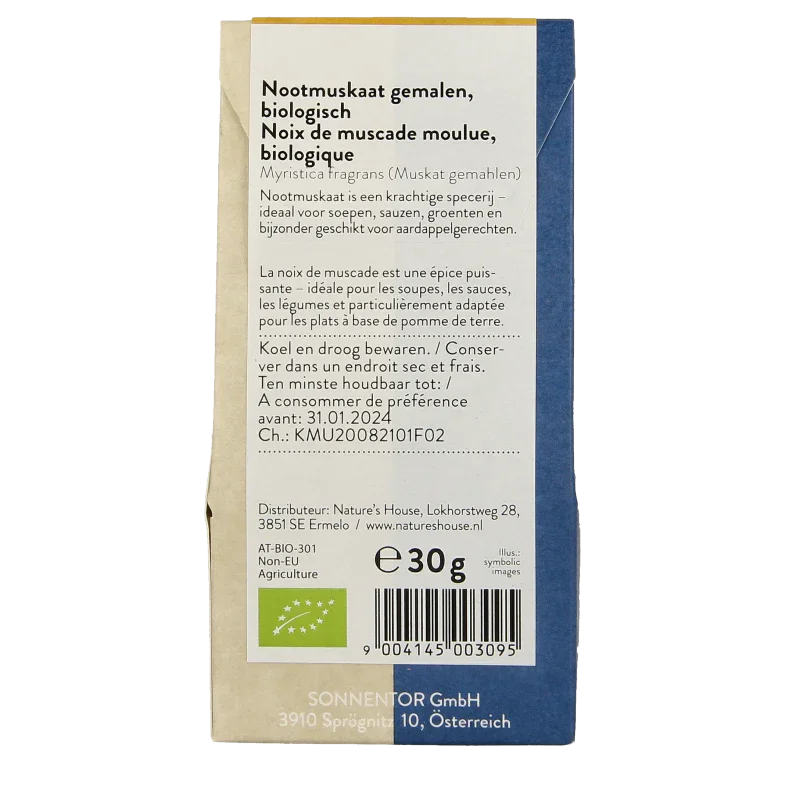 Nootmuskaat gemalen,
biologisch
Noix de muscade moulue,
biologique
Myristica fragrans (Muskat gemahlen)
Nootmuskaat is een krachtige specerij –
ideaal voor soepen, sauzen, groenten en
bijzonder geschikt voor aardappelgerechten.
La noix de muscade est une épice puis-
sante – idéale pour les soupes, les sauces,
les légumes et particulièrement adaptée
pour les plats à base de pomme de terre.
Koel en droog bewaren. / Conser-
ver dans un endroit sec et frais.
Ten minste houdbaar tot: /
A consommer de préférence
avant: 31.01.2024
Ch.: KMU20082101F02
Distributeur: Nature's House, Lokhorstweg 28,
3851 SE Ermelo / www.natureshouse.nl
AT-BIO-301
Non-EU
Agriculture
℮ 30 g
Illus.:
symbolic
images
9 004145 003095
SONNENTOR GmbH
3910 Sprögnitz 10, Österreich